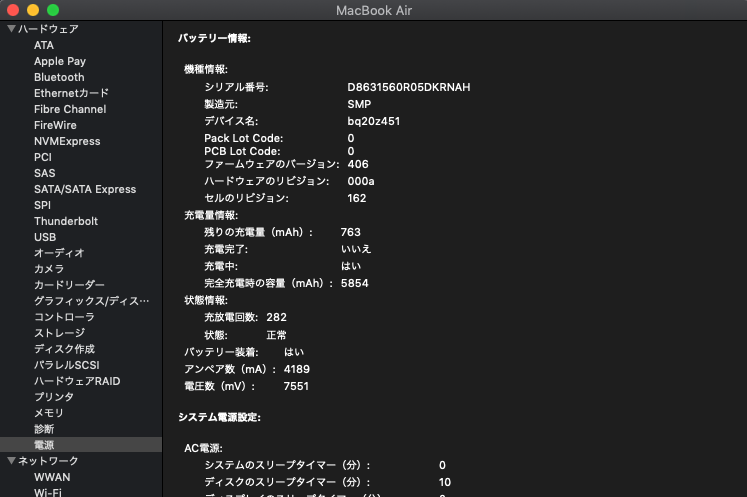 MacBook Air
▼ハードウェア
ATA
Apple Pay
Bluetooth
Ethernetカード
Fibre Channel
FireWire
NVMExpress
PCI
SAS
SATA/SATA Express
SPI
Thunderbolt
USB
オーディオ
カメラ
カードリーダー
グラフィックス/ディス…
コントローラ
ストレージ
ディスク作成
パラレルSCSI
ハードウェアRAID
プリンタ
メモリ
診断
電源
▼ネットワーク
WWAN
Wi-Fi
バッテリー情報:
機種情報:
シリアル番号: D8631560R05DKRNAH
製造元: SMP
デバイス名: bq20z451
Pack Lot Code: 0
PCB Lot Code: 0
ファームウェアのバージョン: 406
ハードウェアのリビジョン: 000a
セルのリビジョン: 162
充電量情報:
残りの充電量（mAh）: 763
充電完了: いいえ
充電中: はい
完全充電時の容量（mAh）: 5854
状態情報:
充放電回数: 282
状態: 正常
バッテリー装着: はい
アンペア数（mA）: 4189
電圧数（mV）: 7551
システム電源設定:
AC電源:
システムのスリープタイマー（分）: 0
ディスクのスリープタイマー（分）: 10